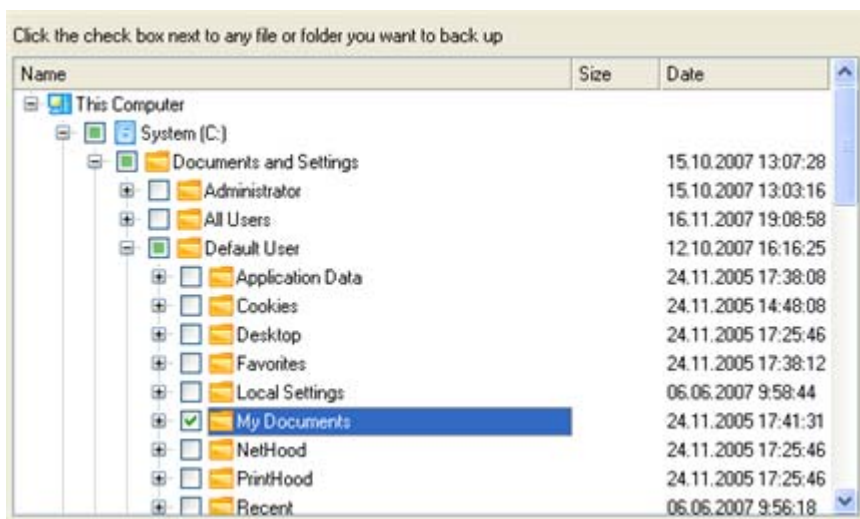 Click the check box next to any file or folder you want to back up
Name Size Date
This Computer
System (C:)
Documents and Settings 15.10.2007 13:07:28
Administrator 15.10.2007 13:03:16
All Users 16.11.2007 19:08:58
Default User 12.10.2007 16:16:25
Application Data 24.11.2005 17:38:08
Cookies 24.11.2005 14:48:08
Desktop 24.11.2005 17:25:46
Favorites 24.11.2005 17:38:12
Local Settings 06.06.2007 9:58:44
My Documents 24.11.2005 17:41:31
NetHood 24.11.2005 17:25:46
PrintHood 24.11.2005 17:25:46
Recent 06.06.2007 9:56:18